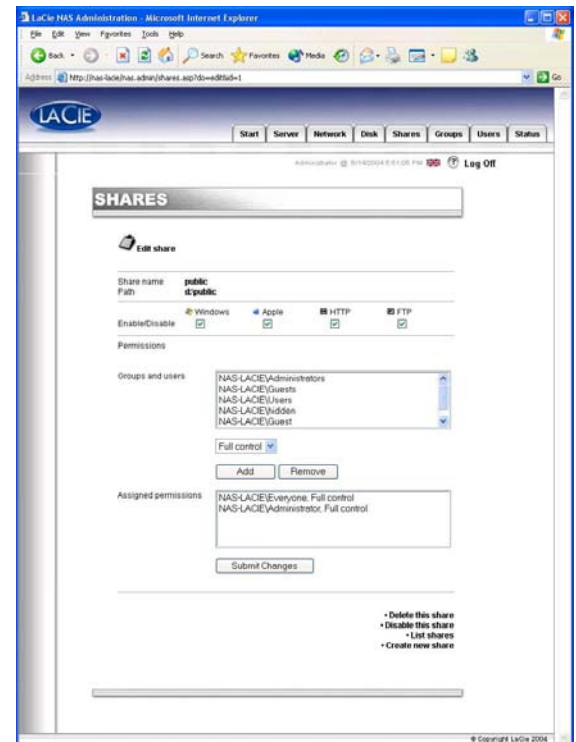 LaCie NAS Administration - Microsoft Internet Explorer
File Edit View Favorites Tools Help
Back Search Favorites Media
Address http://nas-lacie/nas.admin/shares.asp?do=edit&id=1 Go
LACIE
Start Server Network Disk Shares Groups Users Status
Administrator @ PM Log Off
SHARES
Edit share
Share name public
Path d:\public
Windows Apple HTTP FTP
Enable/Disable
Permissions
Groups and users
NAS-LACIE\Administrators
NAS-LACIE\Guests
NAS-LACIE\Users
NAS-LACIE\hidden
NAS-LACIE\Guest
Full control
Add Remove
Assigned permissions
NAS-LACIE\Everyone, Full control
NAS-LACIE\Administrator, Full control
Submit Changes
• Delete this share
• Disable this share
• List shares
• Create new share
© Copyright LaCie 2004